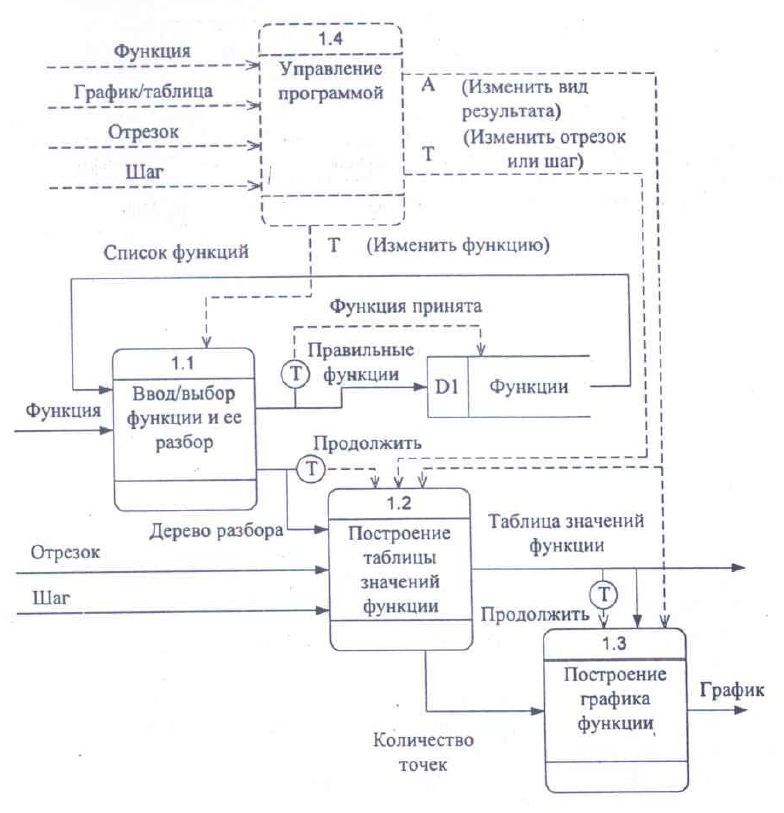 1.4
Управление
программой
Функция
График/таблица
Отрезок
Шаг
А (Изменить вид
результата)
Т (Изменить отрезок
или шаг)
Т (Изменить функцию)
Список функций
Функция принята
1.1
Ввод/выбор
функции и ее
разбор
Функция
Т
Правильные
функции
D1 Функции
Продолжить
Т
Дерево разбора
1.2
Построение
таблицы
значений
функции
Отрезок
Шаг
Таблица значений
функции
Т
Продолжить
1.3
Построение
графика
функции
График
Количество
точек